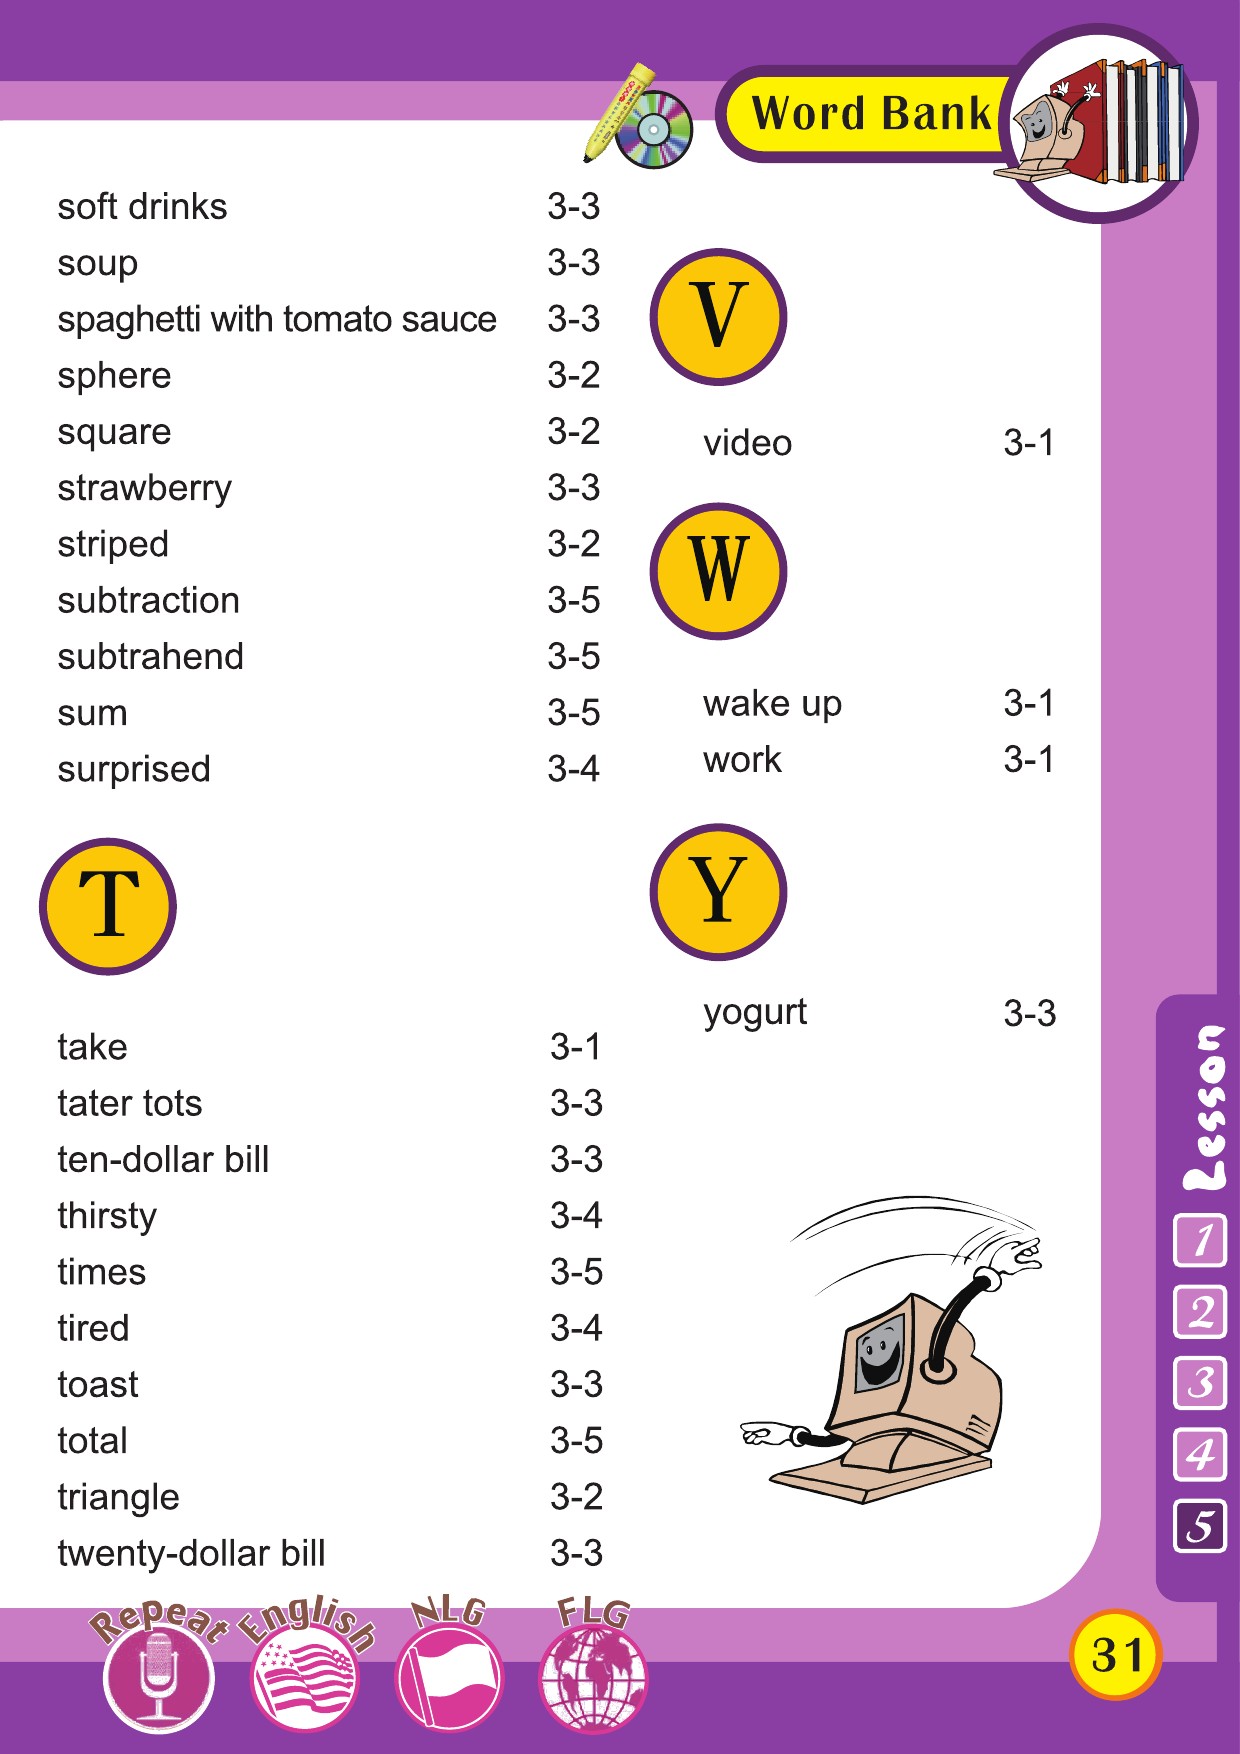 Word Bank
soft drinks 3-3
soup 3-3
spaghetti with tomato sauce 3-3
sphere 3-2
square 3-2
strawberry 3-3
striped 3-2
subtraction 3-5
subtrahend 3-5
sum 3-5
surprised 3-4
T
take 3-1
tater tots 3-3
ten-dollar bill 3-3
thirsty 3-4
times 3-5
tired 3-4
toast 3-3
total 3-5
triangle 3-2
twenty-dollar bill 3-3
V
video 3-1
W
wake up 3-1
work 3-1
Y
yogurt 3-3
Lesson
1
2
3
4
5
Repeat
English
NLG
FLG
31